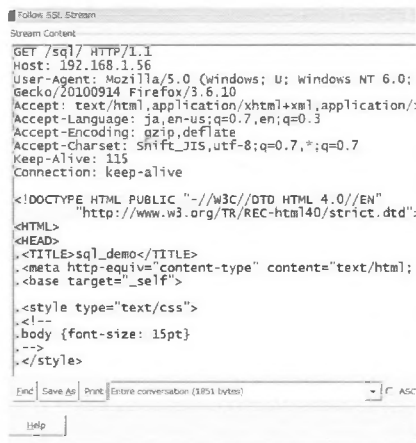 Follow SSL Stream
Stream Content
GET /sql/ HTTP/1.1
Host: 192.168.1.56
User-Agent: Mozilla/5.0 (Windows; U; Windows NT 6.0;
Gecko/20100914 Firefox/3.6.10
Accept: text/html,application/xhtml+xml,application/
Accept-Language: ja,en-us;q=0.7,en;q=0.3
Accept-Encoding: gzip,deflate
Accept-Charset: Shift_JIS,utf-8;q=0.7,*;q=0.7
Keep-Alive: 115
Connection: keep-alive
<!DOCTYPE HTML PUBLIC "-//W3C//DTD HTML 4.0//EN"
"http://www.w3.org/TR/REC-html40/strict.dtd">
<HTML>
<HEAD>
.<TITLE>sql_demo</TITLE>
.<meta http-equiv="content-type" content="text/html;
.<base target="_self">
.<style type="text/css">
.<!--
.body {font-size: 15pt}
.-->
.</style>
Find Save As Print Entire conversation (1851 bytes) ASC
Help